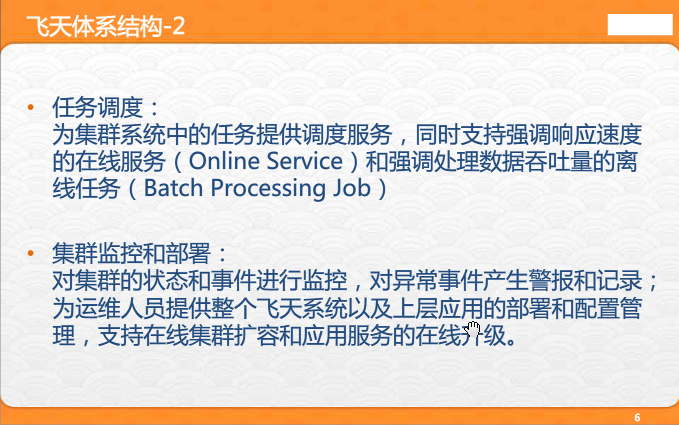 飞天体系结构-2
• 任务调度：
为集群系统中的任务提供调度服务，同时支持强调响应速度
的在线服务（Online Service）和强调处理数据吞吐量的离
线任务（Batch Processing Job）
• 集群监控和部署：
对集群的状态和事件进行监控，对异常事件产生警报和记录；
为运维人员提供整个飞天系统以及上层应用的部署和配置管
理，支持在线集群扩容和应用服务的在线升级。
6